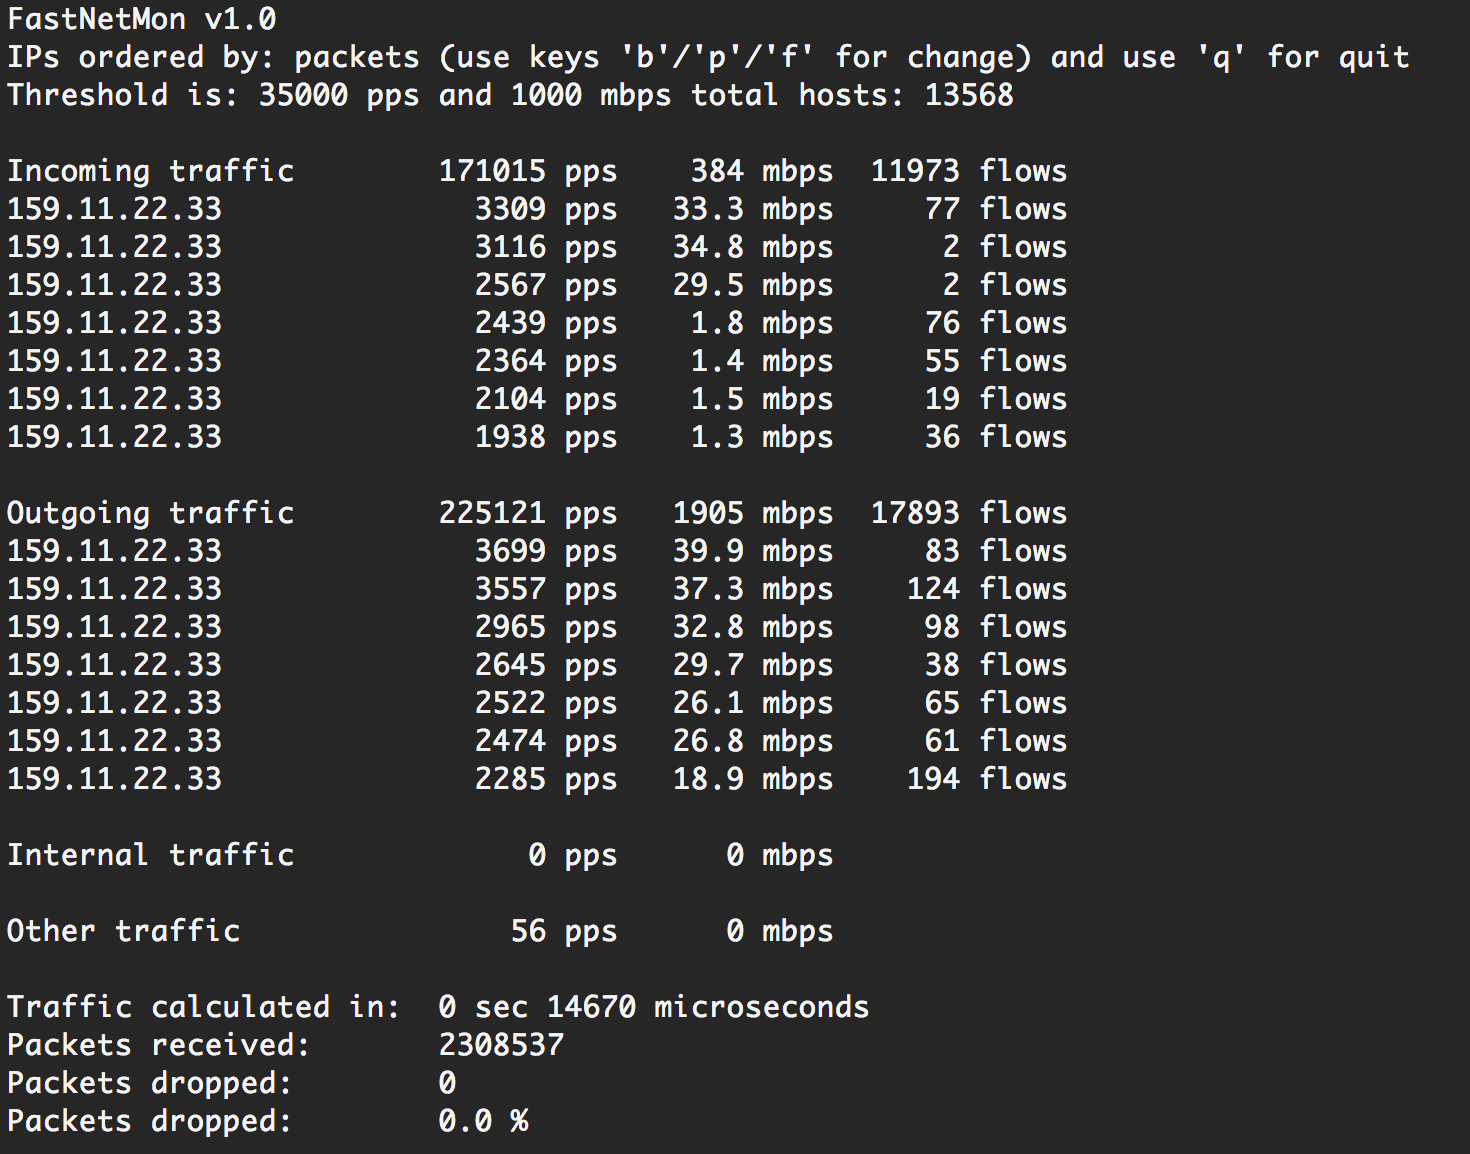 FastNetMon v1.0
IPs ordered by: packets (use keys 'b'/'p'/'f' for change) and use 'q' for quit
Threshold is: 35000 pps and 1000 mbps total hosts: 13568
Incoming traffic 171015 pps 384 mbps 11973 flows
159.11.22.33 3309 pps 33.3 mbps 77 flows
159.11.22.33 3116 pps 34.8 mbps 2 flows
159.11.22.33 2567 pps 29.5 mbps 2 flows
159.11.22.33 2439 pps 1.8 mbps 76 flows
159.11.22.33 2364 pps 1.4 mbps 55 flows
159.11.22.33 2104 pps 1.5 mbps 19 flows
159.11.22.33 1938 pps 1.3 mbps 36 flows
Outgoing traffic 225121 pps 1905 mbps 17893 flows
159.11.22.33 3699 pps 39.9 mbps 83 flows
159.11.22.33 3557 pps 37.3 mbps 124 flows
159.11.22.33 2965 pps 32.8 mbps 98 flows
159.11.22.33 2645 pps 29.7 mbps 38 flows
159.11.22.33 2522 pps 26.1 mbps 65 flows
159.11.22.33 2474 pps 26.8 mbps 61 flows
159.11.22.33 2285 pps 18.9 mbps 194 flows
Internal traffic 0 pps 0 mbps
Other traffic 56 pps 0 mbps
Traffic calculated in: 0 sec 14670 microseconds
Packets received: 2308537
Packets dropped: 0
Packets dropped: 0.0 %